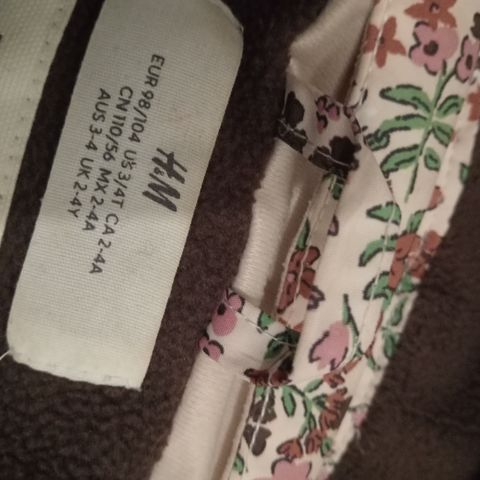 H&M
EUR 98/104 US 3/4T CA 2-4A
CN 110/56 MX 2-4A
AUS 3-4 UK 2-4Y